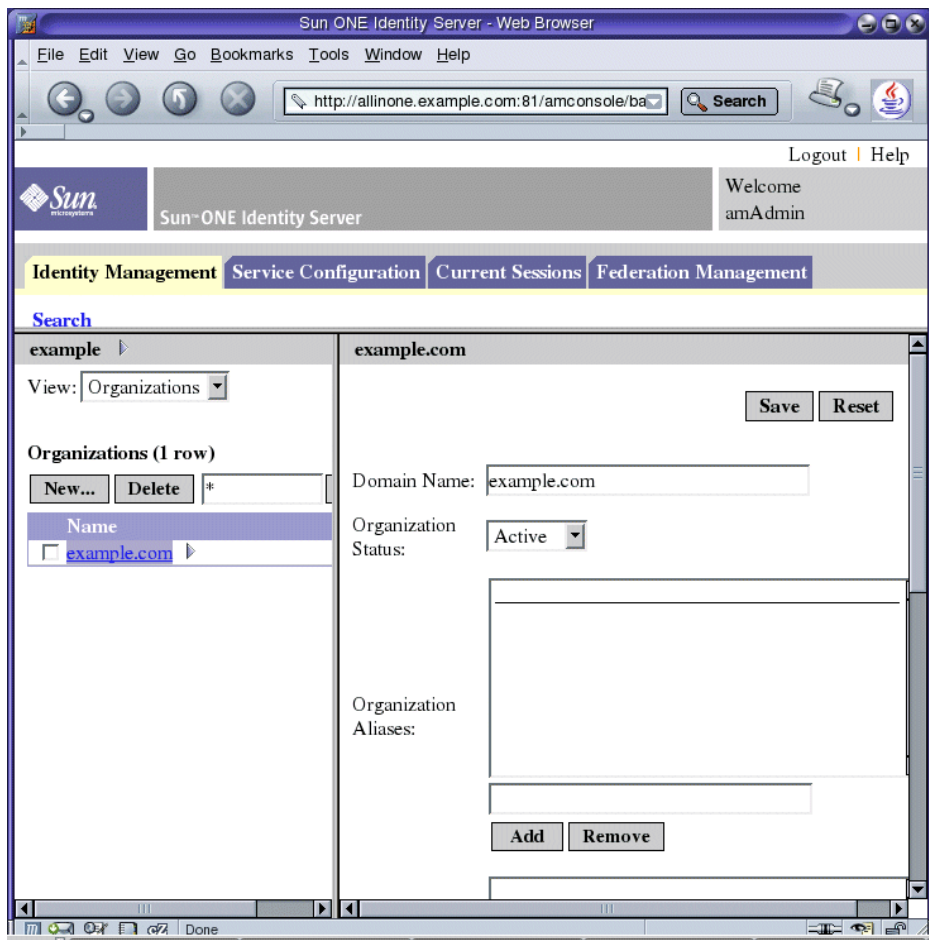 Sun ONE Identity Server - Web Browser
File Edit View Go Bookmarks Tools Window Help
http://allinone.example.com:81/amconsole/ba
Search
Logout | Help
Sun
microsystems
Sun ONE Identity Server
Welcome
amAdmin
Identity Management
Service Configuration
Current Sessions
Federation Management
Search
example
View: Organizations
Organizations (1 row)
New... Delete *
Name
example.com
example.com
Save Reset
Domain Name: example.com
Organization
Status:
Active
Organization
Aliases:
Add Remove
Done